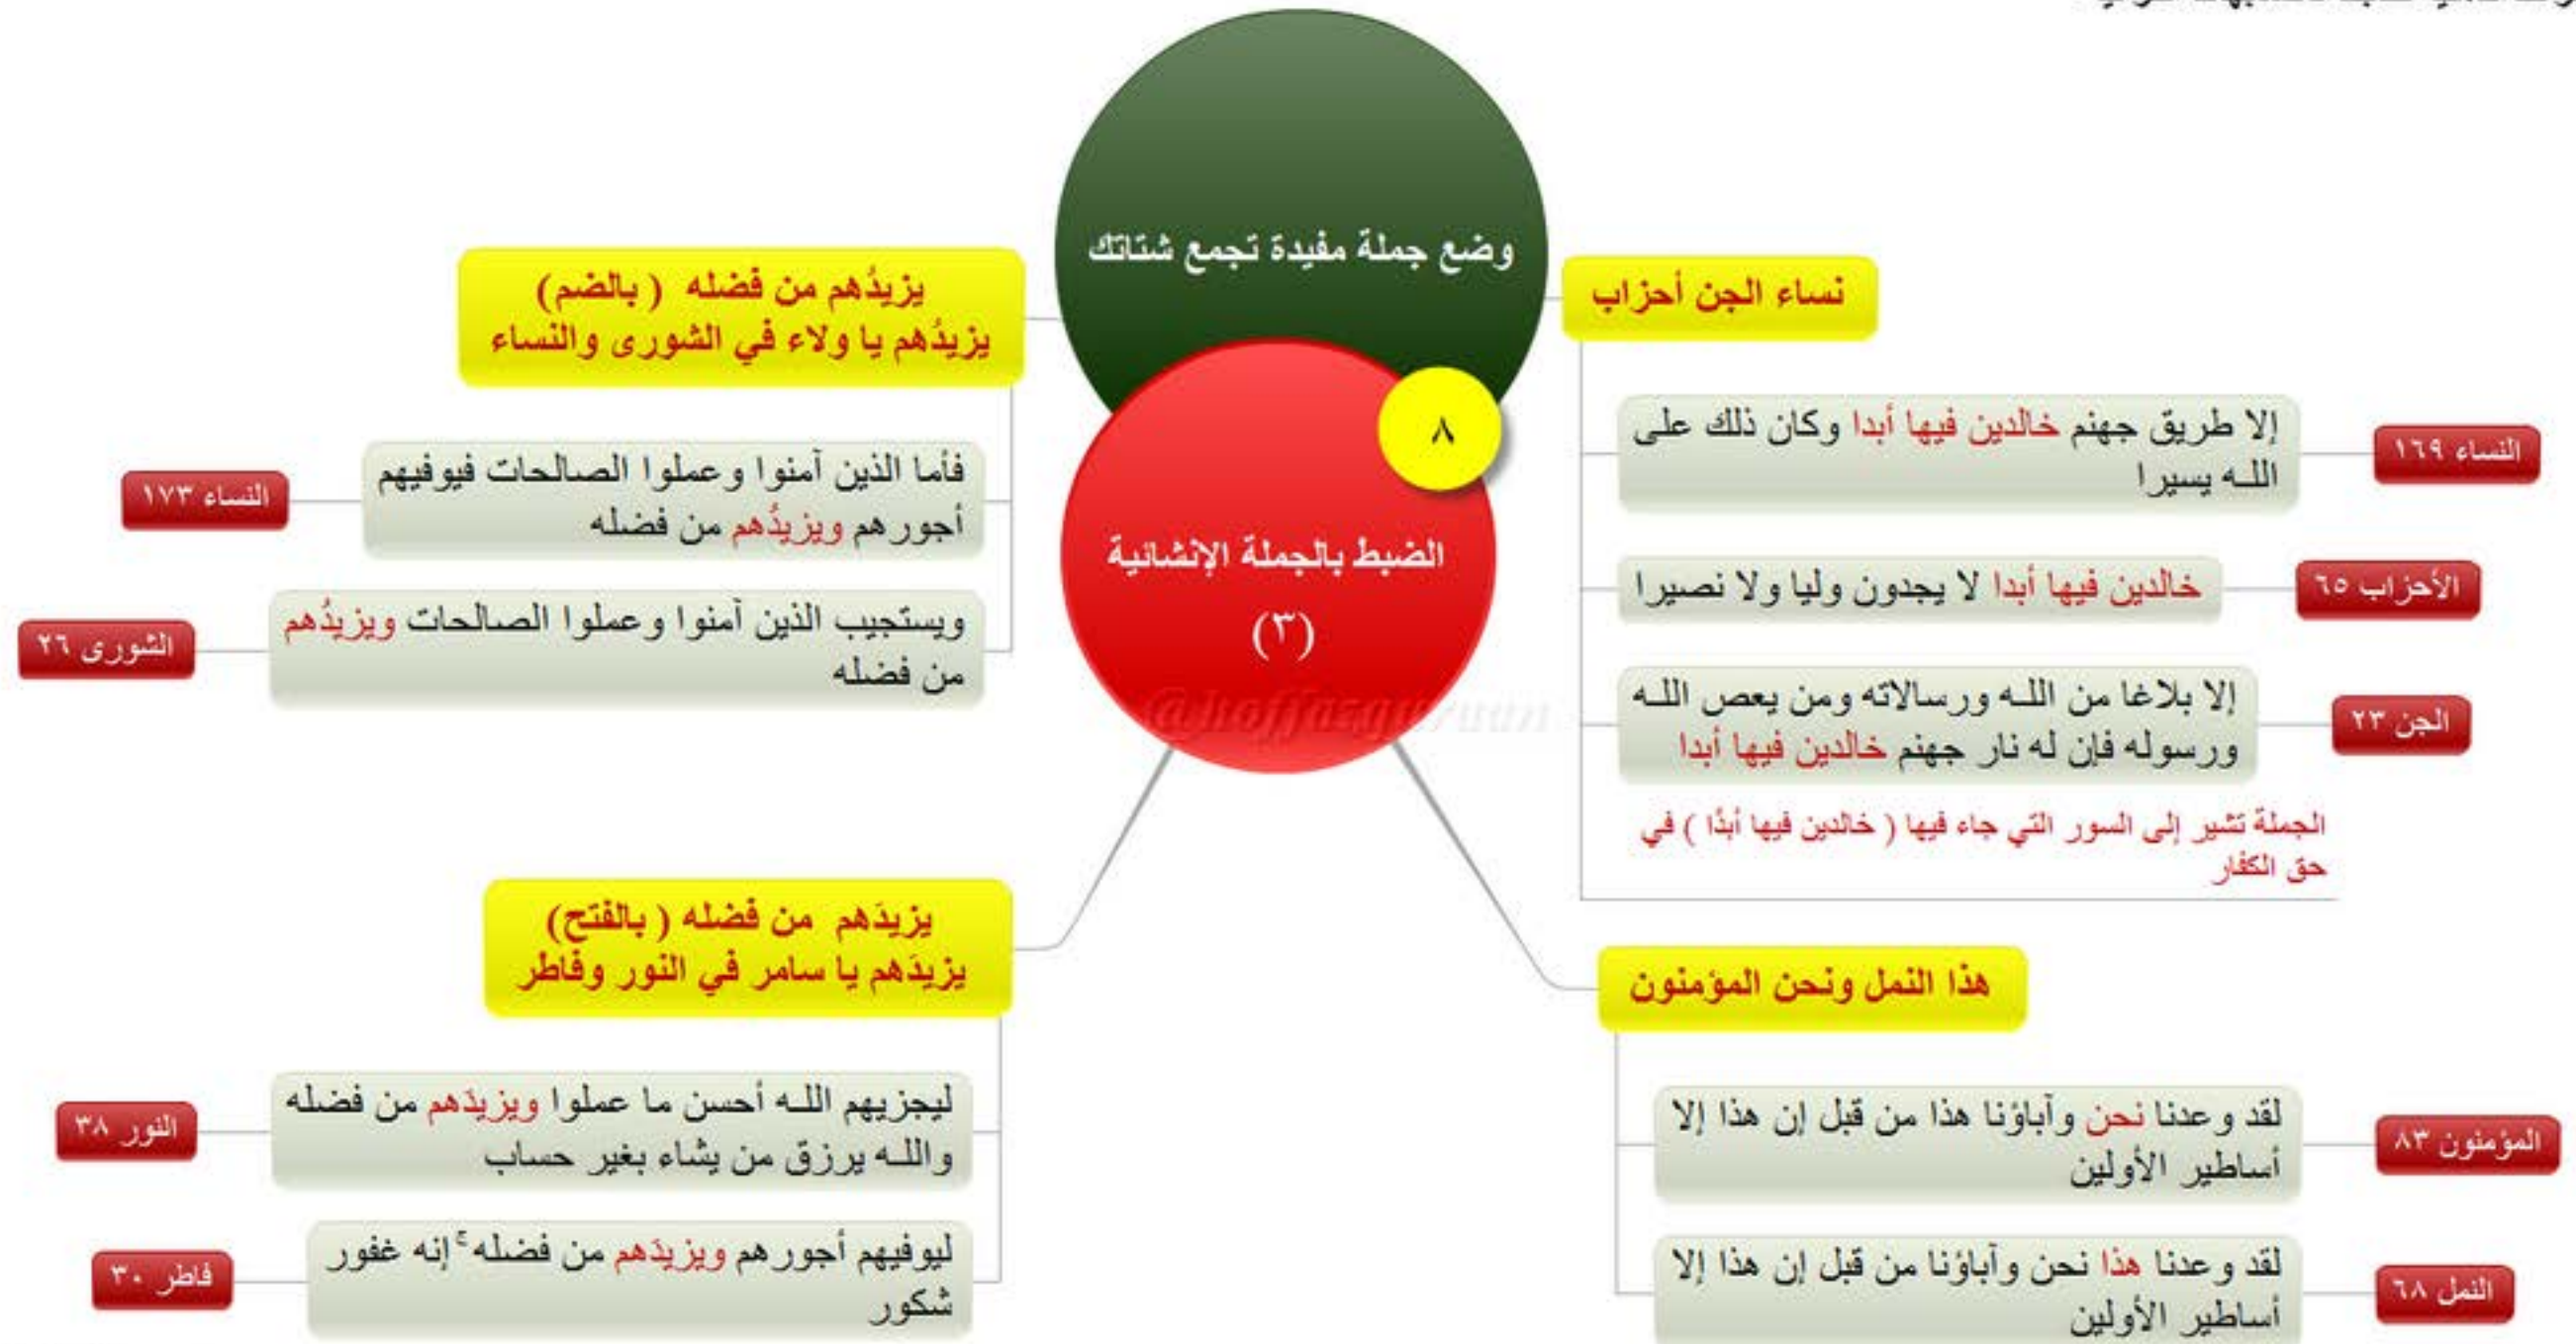 وضع جملة مفيدة تجمع شتاتك
٨
الضبط بالجملة الإنشائية
(٣)
نساء الجن أحزاب
إلا طريق جهنم خالدين فيها أبدا وكان ذلك على
اللـه يسيرا
النساء ١٦٩
خالدين فيها أبدا لا يجدون وليا ولا نصيرا
الأحزاب ٦٥
إلا بلاغا من اللـه ورسالاته ومن يعص اللـه
ورسوله فإن له نار جهنم خالدين فيها أبدا
الجن ٢٣
الجملة تشير إلى السور التي جاء فيها ( خالدين فيها أبدًا ) في
حق الكفار
هذا النمل ونحن المؤمنون
لقد وعدنا نحن وآباؤنا هذا من قبل إن هذا إلا
أساطير الأولين
المؤمنون ٨٣
لقد وعدنا هذا نحن وآباؤنا من قبل إن هذا إلا
أساطير الأولين
النمل ٦٨
يزيدُهم من فضله ( بالضم)
يزيدُهم يا ولاء في الشورى والنساء
فأما الذين آمنوا وعملوا الصالحات فيوفيهم
أجورهم ويزيدُهم من فضله
النساء ١٧٣
ويستجيب الذين آمنوا وعملوا الصالحات ويزيدُهم
من فضله
الشورى ٢٦
يزيدَهم من فضله ( بالفتح)
يزيدَهم يا سامر في النور وفاطر
ليجزيهم اللـه أحسن ما عملوا ويزيدَهم من فضله
واللـه يرزق من يشاء بغير حساب
النور ٣٨
ليوفيهم أجورهم ويزيدَهم من فضله ۚ إنه غفور
شكور
فاطر ٣٠